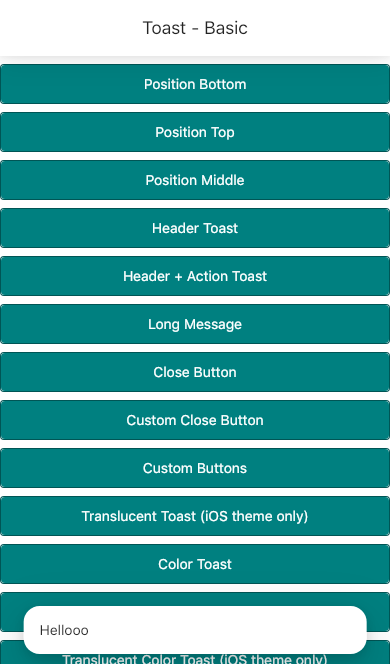 Toast - Basic
Position Bottom
Position Top
Position Middle
Header Toast
Header + Action Toast
Long Message
Close Button
Custom Close Button
Custom Buttons
Translucent Toast (iOS theme only)
Color Toast
Hellooo
Translucent Color Toast (iOS theme only)